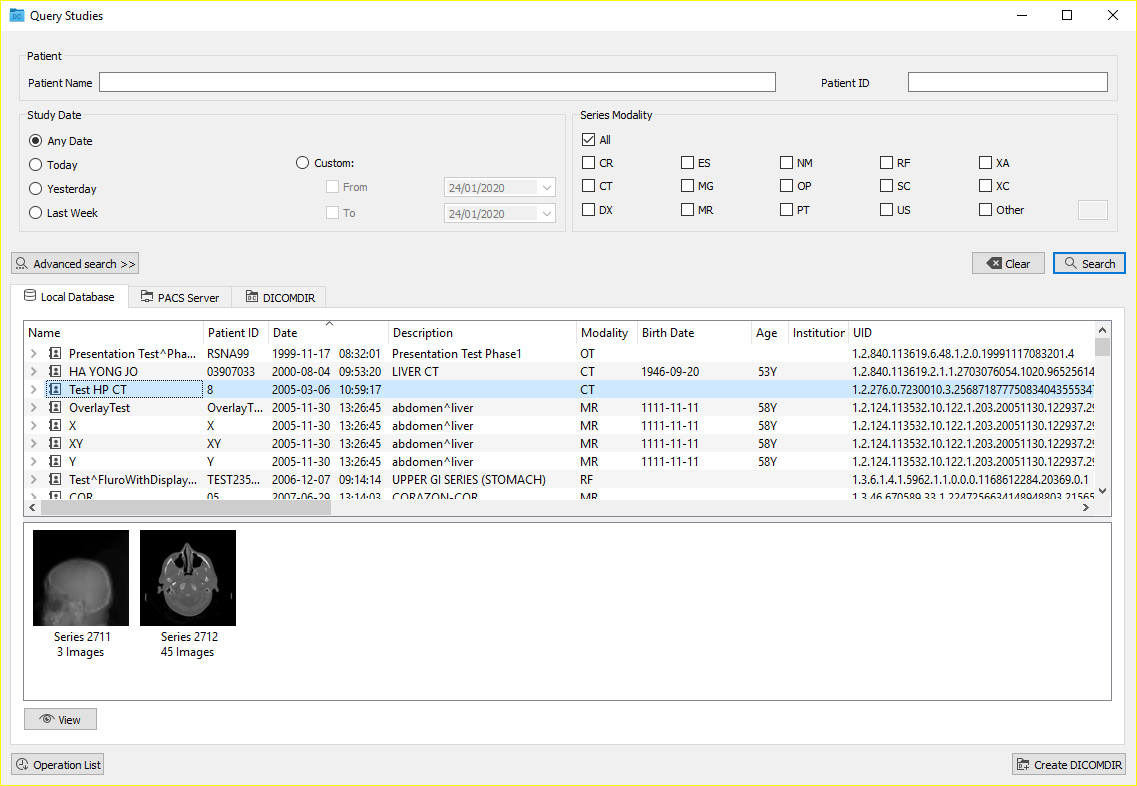 Query Studies
Patient
Patient Name Patient ID
Study Date Series Modality
Any Date All
Today Custom: CR ES NM RF XA
Yesterday From 24/01/2020 CT MG OP SC XC
Last Week To 24/01/2020 DX MR PT US Other
Advanced search >> Clear Search
Local Database PACS Server DICOMDIR
Name Patient ID Date Description Modality Birth Date Age Institution UID
Presentation Test^Pha... RSNA99 1999-11-17 08:32:01 Presentation Test Phase1 OT 1.2.840.113619.6.48.1.2.0.19991117083201.4
HA YONG JO 03907033 2000-08-04 09:53:20 LIVER CT CT 1946-09-20 53Y 1.2.840.113619.2.1.1.2703076054.1020.96525614
Test HP CT 8 2005-03-06 10:59:17 CT 1.2.276.0.7230010.3.25687187775083404355534
OverlayTest OverlayT... 2005-11-30 13:26:45 abdomen^liver MR 1111-11-11 58Y 1.2.124.113532.10.122.1.203.20051130.122937.29
X X 2005-11-30 13:26:45 abdomen^liver MR 1111-11-11 58Y 1.2.124.113532.10.122.1.203.20051130.122937.29
XY XY 2005-11-30 13:26:45 abdomen^liver MR 1111-11-11 58Y 1.2.124.113532.10.122.1.203.20051130.122937.29
Y Y 2005-11-30 13:26:45 abdomen^liver MR 1111-11-11 58Y 1.2.124.113532.10.122.1.203.20051130.122937.29
Test^FluroWithDisplay... TEST235... 2006-12-07 09:14:14 UPPER GI SERIES (STOMACH) RF 1.3.6.1.4.1.5962.1.1.0.0.0.1168612284.20369.0.1
COR 05 2007-06-29 13:14:03 CORAZON-COR MR 1.3.46.670589.33.1.2247256634148948803.21565
Series 2711 Series 2712
3 Images 45 Images
View
Operation List Create DICOMDIR